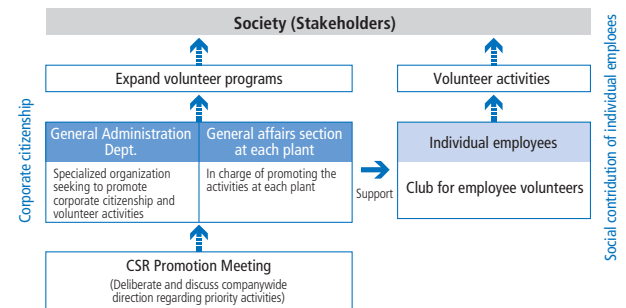 Society (Stakeholders)
Expand volunteer programs
Volunteer activities
Corporate citizenship
General Administration
Dept.
General affairs section
at each plant
Specialized organization
seeking to promote
corporate citizenship and
volunteer activities
In charge of promoting the
activities at each plant
Support
Individual employees
Club for employee volunteers
Social contridution of individual emploees
CSR Promotion Meeting
(Deliberate and discuss companywide
direction regarding priority activities)